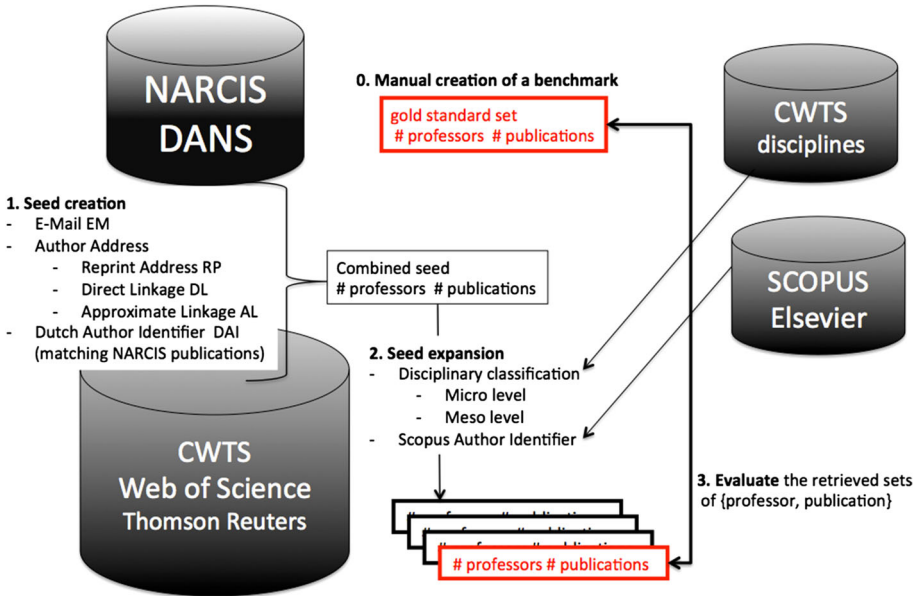 NARCIS
DANS
0. Manual creation of a benchmark
gold standard set
# professors # publications
CWTS
disciplines
1. Seed creation
- E-Mail EM
- Author Address
- Reprint Address RP
- Direct Linkage DL
- Approximate Linkage AL
- Dutch Author Identifier DAI
(matching NARCIS publications)
Combined seed
# professors # publications
SCOPUS
Elsevier
2. Seed expansion
- Disciplinary classification
- Micro level
- Meso level
- Scopus Author Identifier
CWTS
Web of Science
Thomson Reuters
3. Evaluate the retrieved sets
of {professor, publication}
# professors # publications